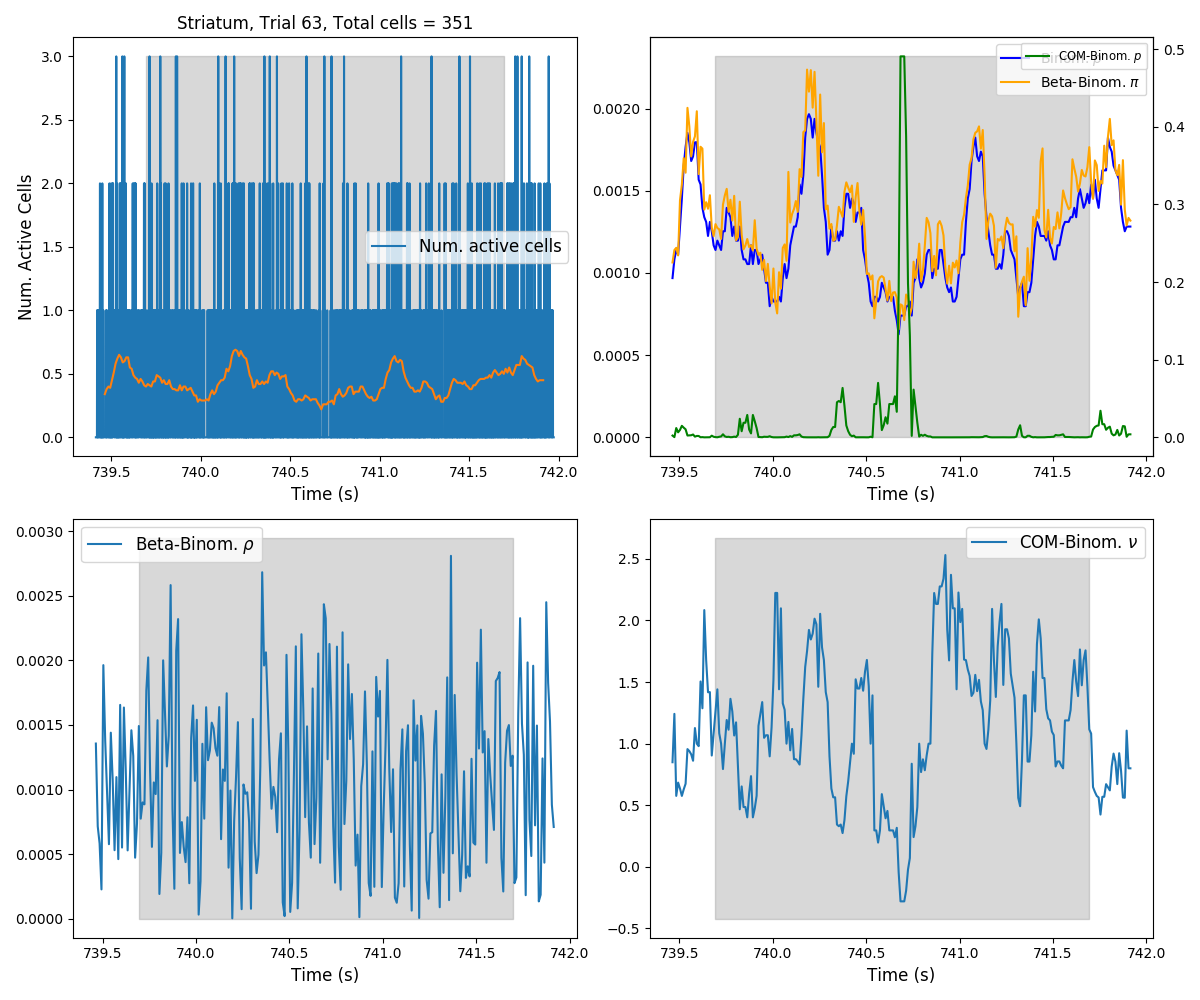 Striatum, Trial 63, Total cells = 351
Num. Active Cells
3.0
2.5
2.0
1.5
1.0
0.5
0.0
Num. active cells
739.5 740.0 740.5 741.0 741.5 742.0
Time (s)
0.0020
0.0015
0.0010
0.0005
0.0000
COM-Binom. p
Beta-Binom. π
0.5
0.4
0.3
0.2
0.1
0.0
739.5 740.0 740.5 741.0 741.5 742.0
Time (s)
0.0030
0.0025
0.0020
0.0015
0.0010
0.0005
0.0000
Beta-Binom. ρ
739.5 740.0 740.5 741.0 741.5 742.0
Time (s)
2.5
2.0
1.5
1.0
0.5
0.0
−0.5
COM-Binom. ν
739.5 740.0 740.5 741.0 741.5 742.0
Time (s)